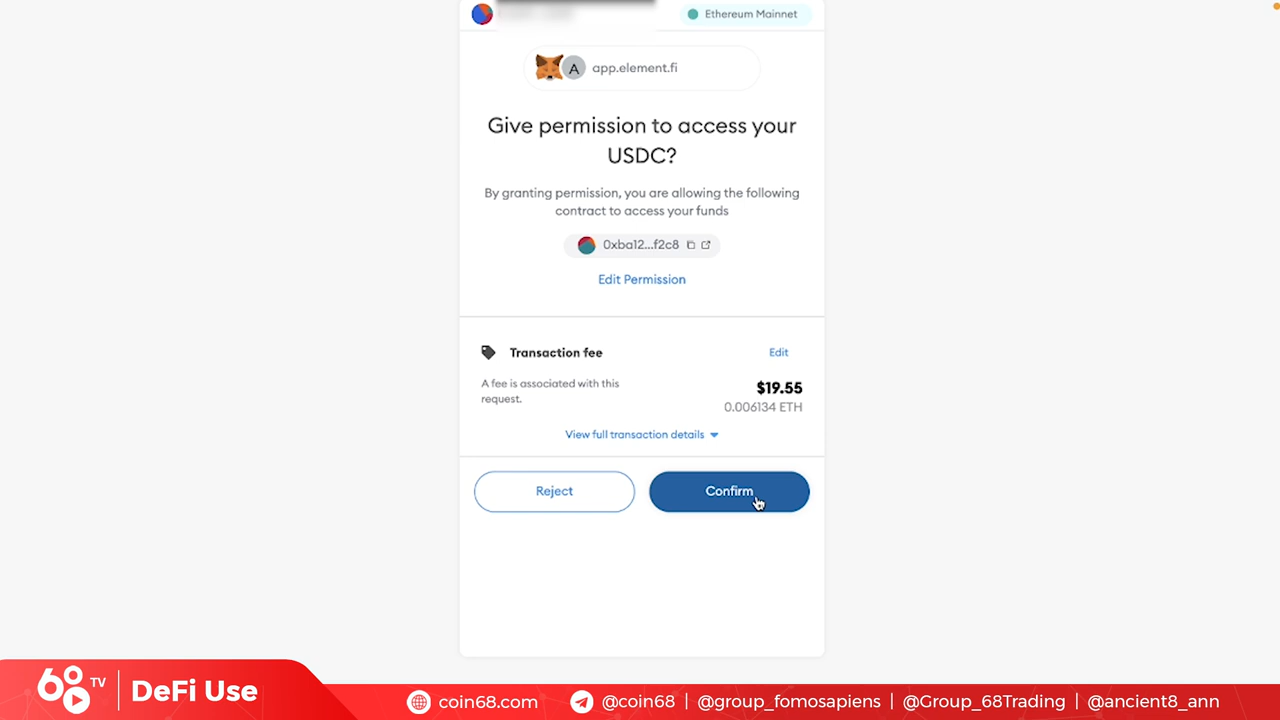 Ethereum Mainnet
A app.element.fi
Give permission to access your
USDC?
By granting permission, you are allowing the following
contract to access your funds
0xba12...f2c8
Edit Permission
Transaction fee
Edit
A fee is associated with this
request.
$19.55
0.006134 ETH
View full transaction details
Reject
Confirm
68 TV
DeFi Use
coin68.com
@coin68 | @group_fomosapiens | @Group_68Trading | @ancient8_ann